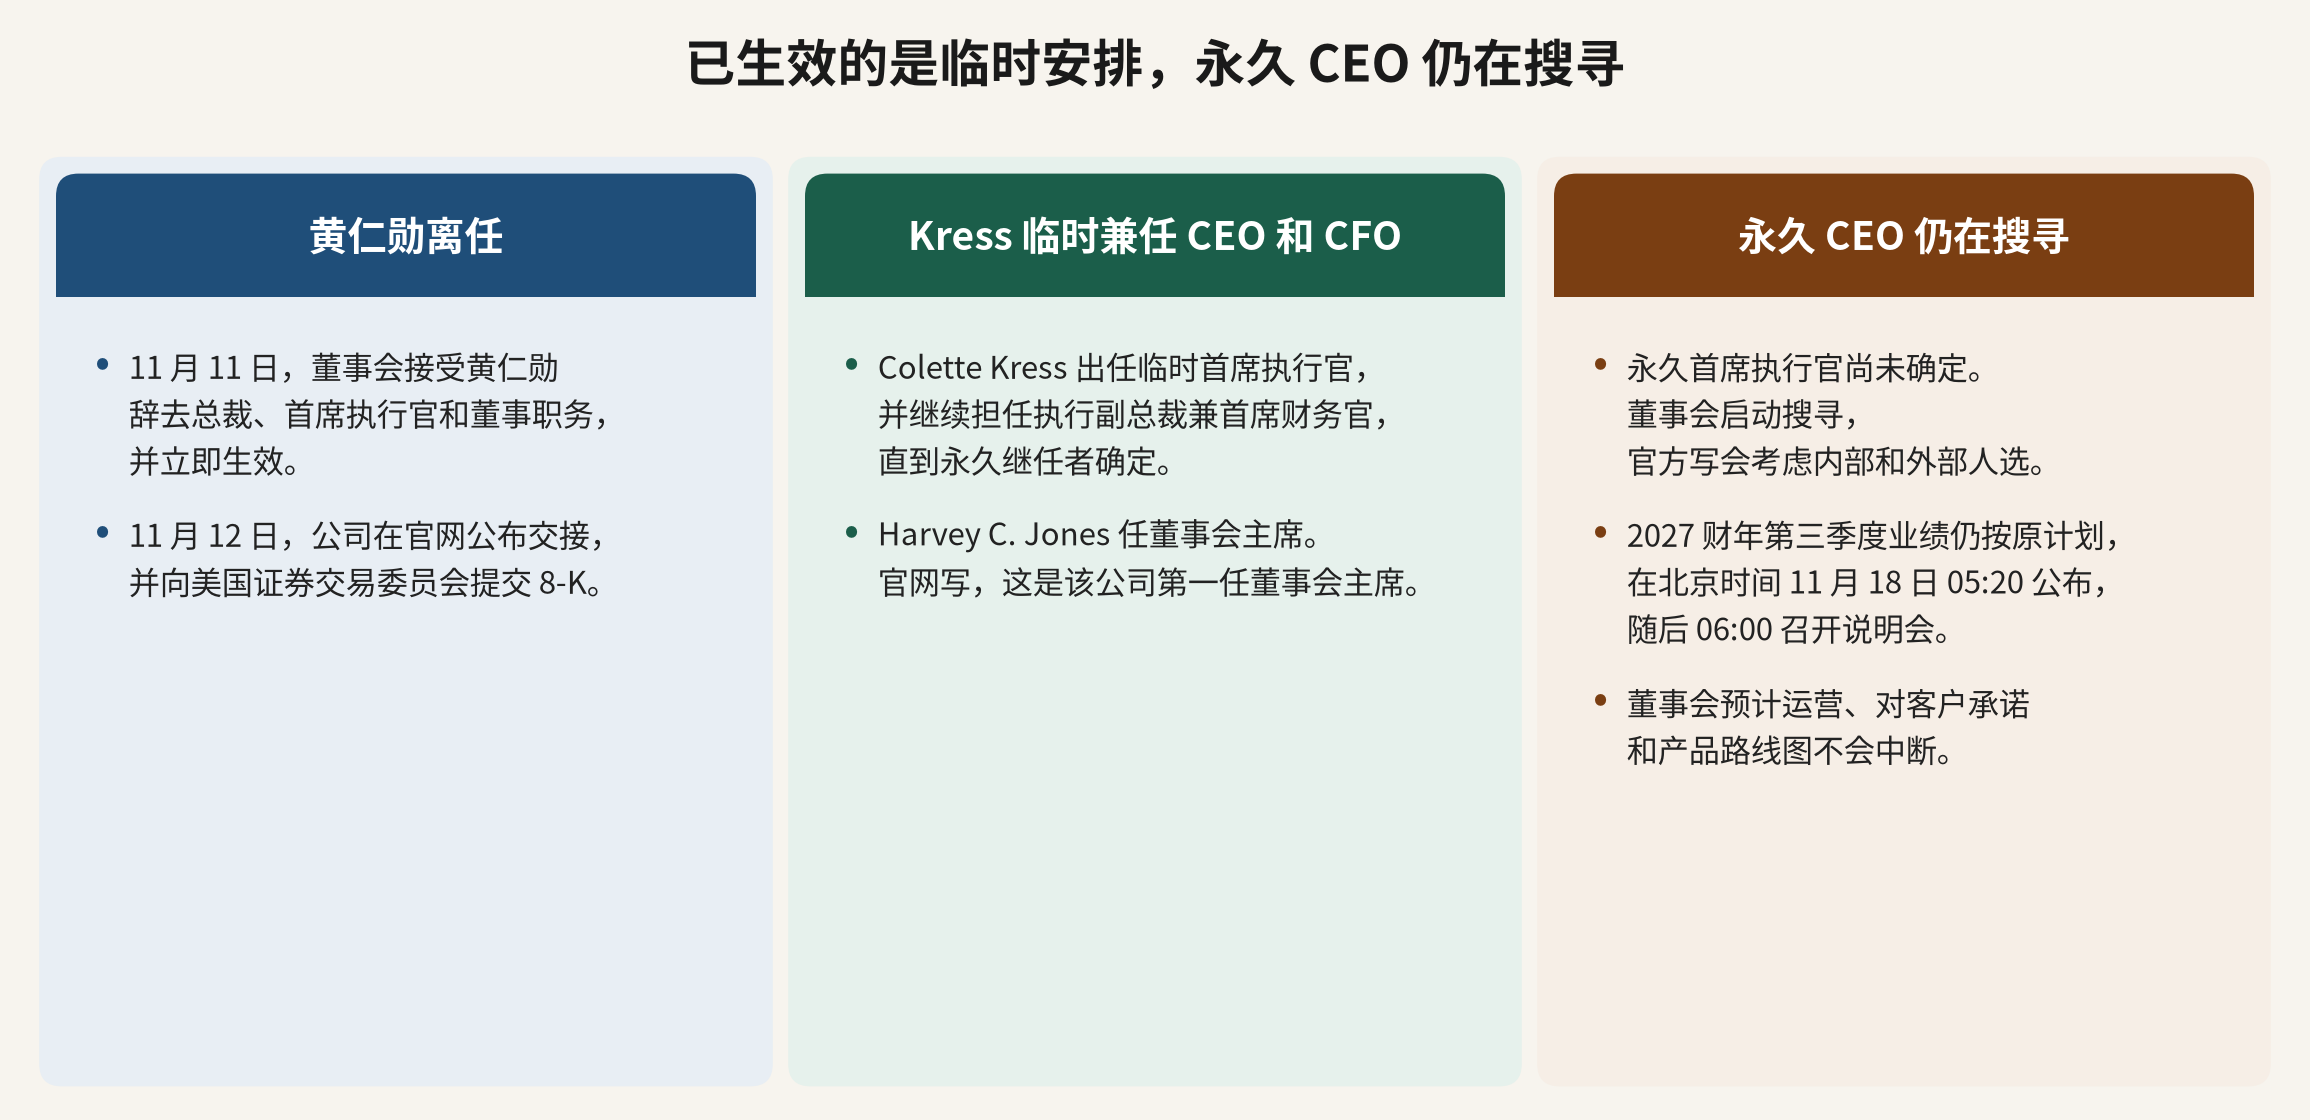 已生效的是临时安排，永久 CEO 仍在搜寻
黄仁勋离任
• 11 月 11 日，董事会接受黄仁勋
辞去总裁、首席执行官和董事职务，
并立即生效。
• 11 月 12 日，公司在官网公布交接，
并向美国证券交易委员会提交 8-K。
Kress 临时兼任 CEO 和 CFO
• Colette Kress 出任临时首席执行官，
并继续担任执行副总裁兼首席财务官，
直到永久继任者确定。
• Harvey C. Jones 任董事会主席。
官网写，这是该公司第一任董事会主席。
永久 CEO 仍在搜寻
• 永久首席执行官尚未确定。
董事会启动搜寻，
官方写会考虑内部和外部人选。
• 2027 财年第三季度业绩仍按原计划，
在北京时间 11 月 18 日 05:20 公布，
随后 06:00 召开说明会。
• 董事会预计运营、对客户承诺
和产品路线图不会中断。